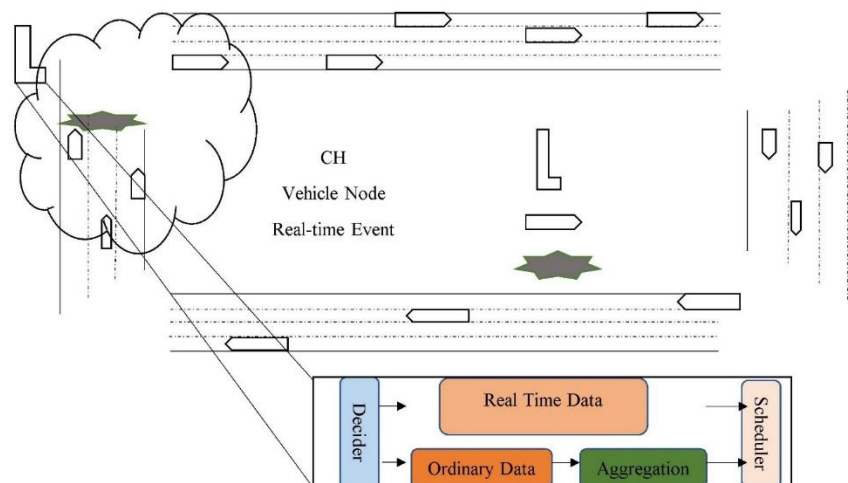 CH
Vehicle Node
Real-time Event
Decider
Real Time Data
Scheduler
Ordinary Data
Aggregation